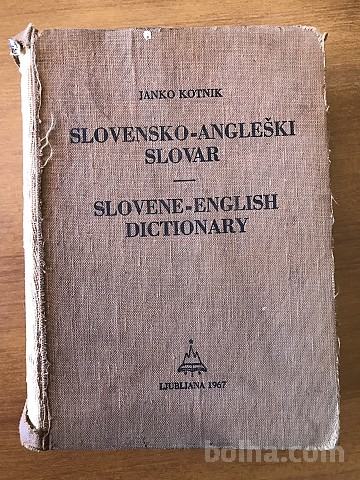 JANKO KOTNIK
SLOVENSKO-ANGLEŠKI
SLOVAR
SLOVENE-ENGLISH
DICTIONARY
LJUBLJANA 1967
bolha.com